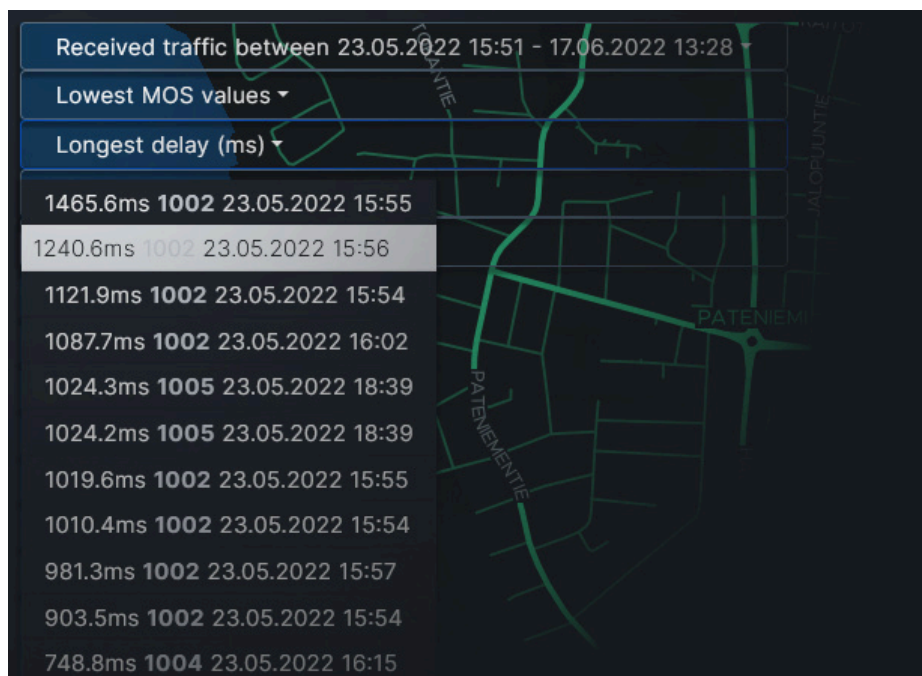 Received traffic between 23.05.2022 15:51 - 17.06.2022 13:28
Lowest MOS values
Longest delay (ms)
1465.6ms 1002 23.05.2022 15:55
1240.6ms 1002 23.05.2022 15:56
1121.9ms 1002 23.05.2022 15:54
1087.7ms 1002 23.05.2022 16:02
1024.3ms 1005 23.05.2022 18:39
1024.2ms 1005 23.05.2022 18:39
1019.6ms 1002 23.05.2022 15:55
1010.4ms 1002 23.05.2022 15:54
981.3ms 1002 23.05.2022 15:57
903.5ms 1002 23.05.2022 15:54
748.8ms 1004 23.05.2022 16:15
JALOPUUNTIE
PATENIEMI
PATENIEMENTIE